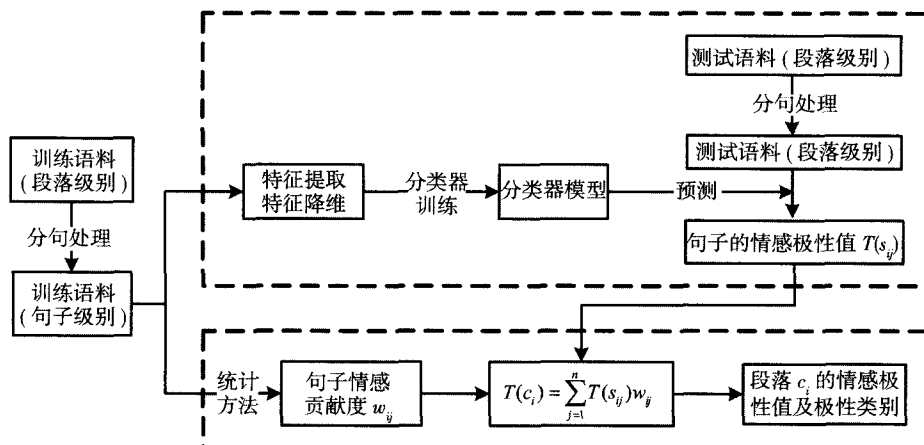 测试语料(段落级别)
分句处理
测试语料(段落级别)
训练语料
(段落级别)
分句处理
训练语料
(句子级别)
特征提取
特征降维
分类器
训练
分类器模型
预测
句子的情感极性值 T(s_ij)
统计
方法
句子情感
贡献度 w_ij
T(c_i) = ∑_{j=1}^{n} T(s_ij)w_ij
段落 c_i 的情感极
性值及极性类别